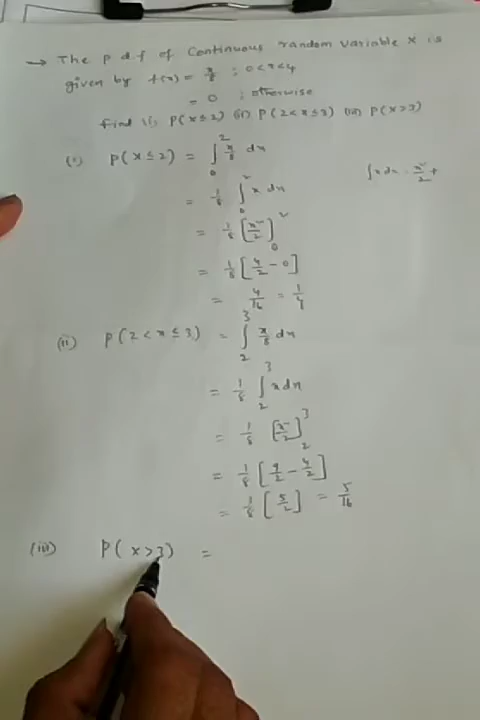 → The p d f of Continuous random variable x is
given by f(x) = x/8 ; 0<x<4
= 0 ; otherwise
find (i) P(x≤2) (ii) P(2<x≤3) (iii) P(x>3)
(i) P(x≤2) = ∫₀² x/8 dx
∫x dx = x²/2 +
= 1/8 ∫₀² x dx
= 1/8 [x²/2]₀²
= 1/8 [4/2 - 0]
= 4/16 = 1/4
(ii) P(2<x≤3) = ∫₂³ x/8 dx
= 1/8 ∫₂³ x dx
= 1/8 [x²/2]₂³
= 1/8 [9/2 - 4/2]
= 1/8 [5/2] = 5/16
(iii) P(x>3) =